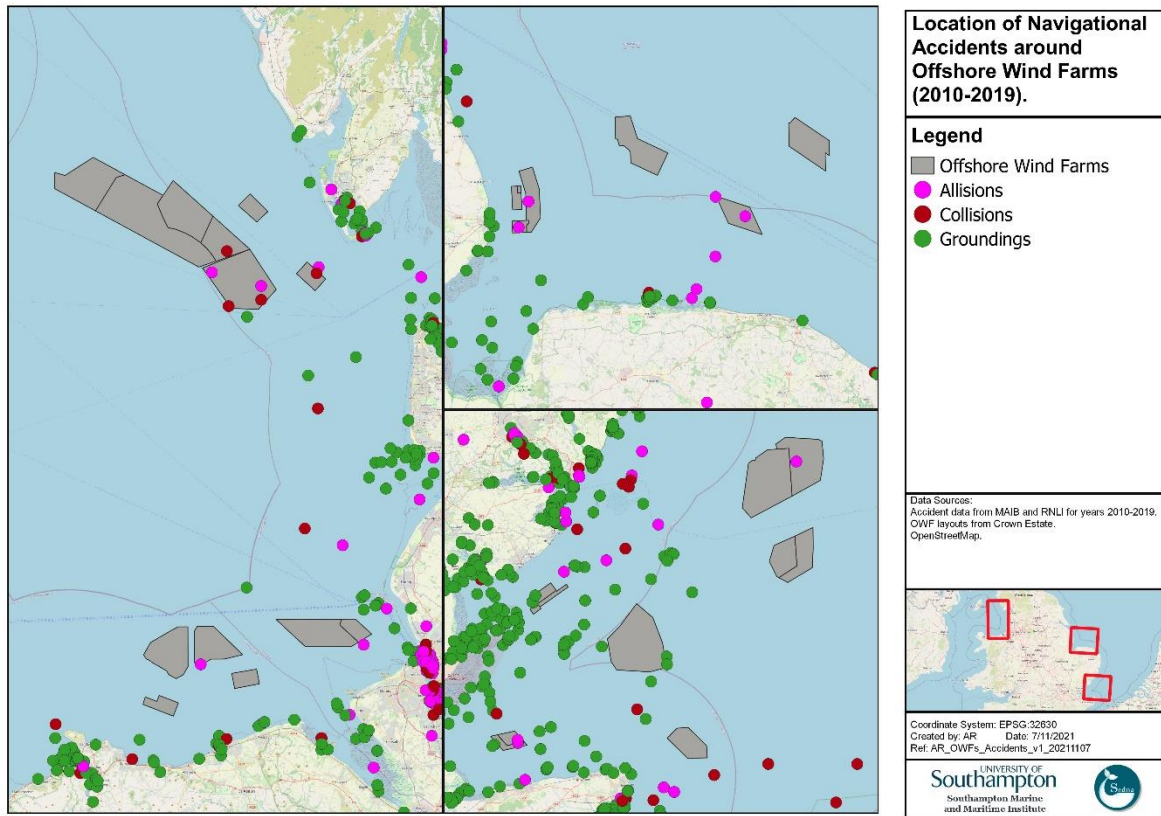 Location of Navigational
Accidents around
Offshore Wind Farms
(2010-2019).
Legend
Offshore Wind Farms
Allisions
Collisions
Groundings
Data Sources:
Accident data from MAIB and RNLI for years 2010-2019.
OWF layouts from Crown Estate.
OpenStreetMap.
Coordinate System: EPSG:32630
Created by: AR Date: 7/11/2021
Ref: AR_OWFs_Accidents_v1_20211107
UNIVERSITY OF
Southampton
Southampton Marine
and Maritime Institute
Sedna